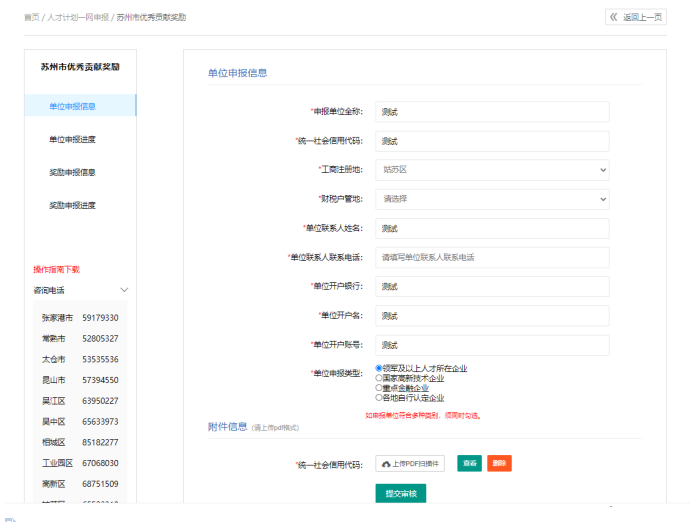 首页 / 人才计划一网申报 / 苏州市优秀贡献奖励
返回上一页
苏州市优秀贡献奖励
单位申报信息
单位申报进度
奖励申报信息
奖励申报进度
操作指南下载
咨询电话
张家港市 59179330
常熟市 52805327
太仓市 53535536
昆山市 57394550
吴江区 63950227
吴中区 65633973
相城区 85182277
工业园区 67068030
高新区 68751509
单位申报信息
*申报单位全称: 测试
*统一社会信用代码: 测试
*工商注册地: 姑苏区
*财税户管地: 请选择
*单位联系人姓名: 测试
*单位联系人联系电话: 请填写单位联系人联系电话
*单位开户银行: 测试
*单位开户名: 测试
*单位开户账号: 测试
*单位申报类型: 领军及以上人才所在企业
国家高新技术企业
重点金融企业
各地自行认定企业
如申报单位符合多种类别，须同时勾选。
附件信息 (请上传pdf格式)
*统一社会信用代码: 上传PDF扫描件 查看 删除
提交审核